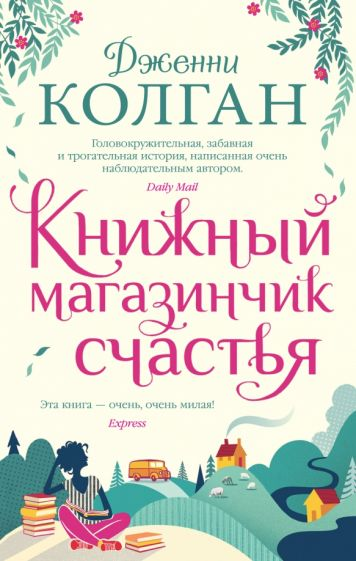 Дженни
КОЛГАН
Головокружительная, забавная
и трогательная история, написанная очень
наблюдательным автором.
Daily Mail
Книжный
магазинчик
счастья
Эта книга — очень, очень милая!
Express